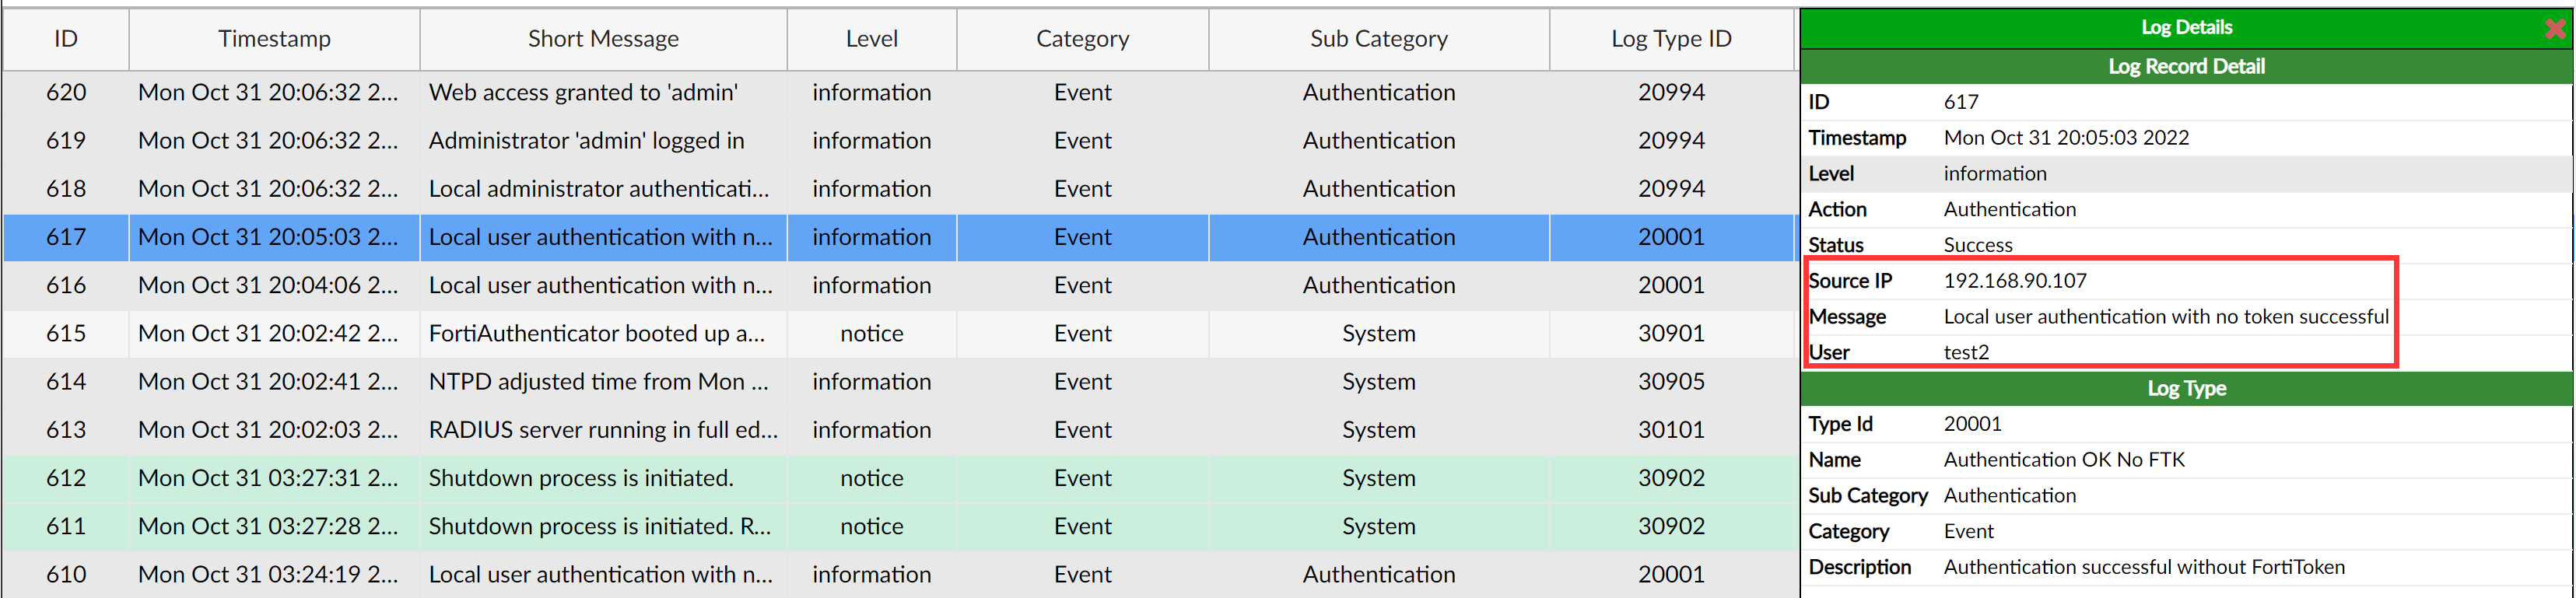 ID Timestamp Short Message Level Category Sub Category Log Type ID
620 Mon Oct 31 20:06:32 2... Web access granted to 'admin' information Event Authentication 20994
619 Mon Oct 31 20:06:32 2... Administrator 'admin' logged in information Event Authentication 20994
618 Mon Oct 31 20:06:32 2... Local administrator authenticati... information Event Authentication 20994
617 Mon Oct 31 20:05:03 2... Local user authentication with n... information Event Authentication 20001
616 Mon Oct 31 20:04:06 2... Local user authentication with n... information Event Authentication 20001
615 Mon Oct 31 20:02:42 2... FortiAuthenticator booted up a... notice Event System 30901
614 Mon Oct 31 20:02:41 2... NTPD adjusted time from Mon ... information Event System 30905
613 Mon Oct 31 20:02:03 2... RADIUS server running in full ed... information Event System 30101
612 Mon Oct 31 03:27:31 2... Shutdown process is initiated. notice Event System 30902
611 Mon Oct 31 03:27:28 2... Shutdown process is initiated. R... notice Event System 30902
610 Mon Oct 31 03:24:19 2... Local user authentication with n... information Event Authentication 20001
Log Details
Log Record Detail
ID 617
Timestamp Mon Oct 31 20:05:03 2022
Level information
Action Authentication
Status Success
Source IP 192.168.90.107
Message Local user authentication with no token successful
User test2
Log Type
Type Id 20001
Name Authentication OK No FTK
Sub Category Authentication
Category Event
Description Authentication successful without FortiToken